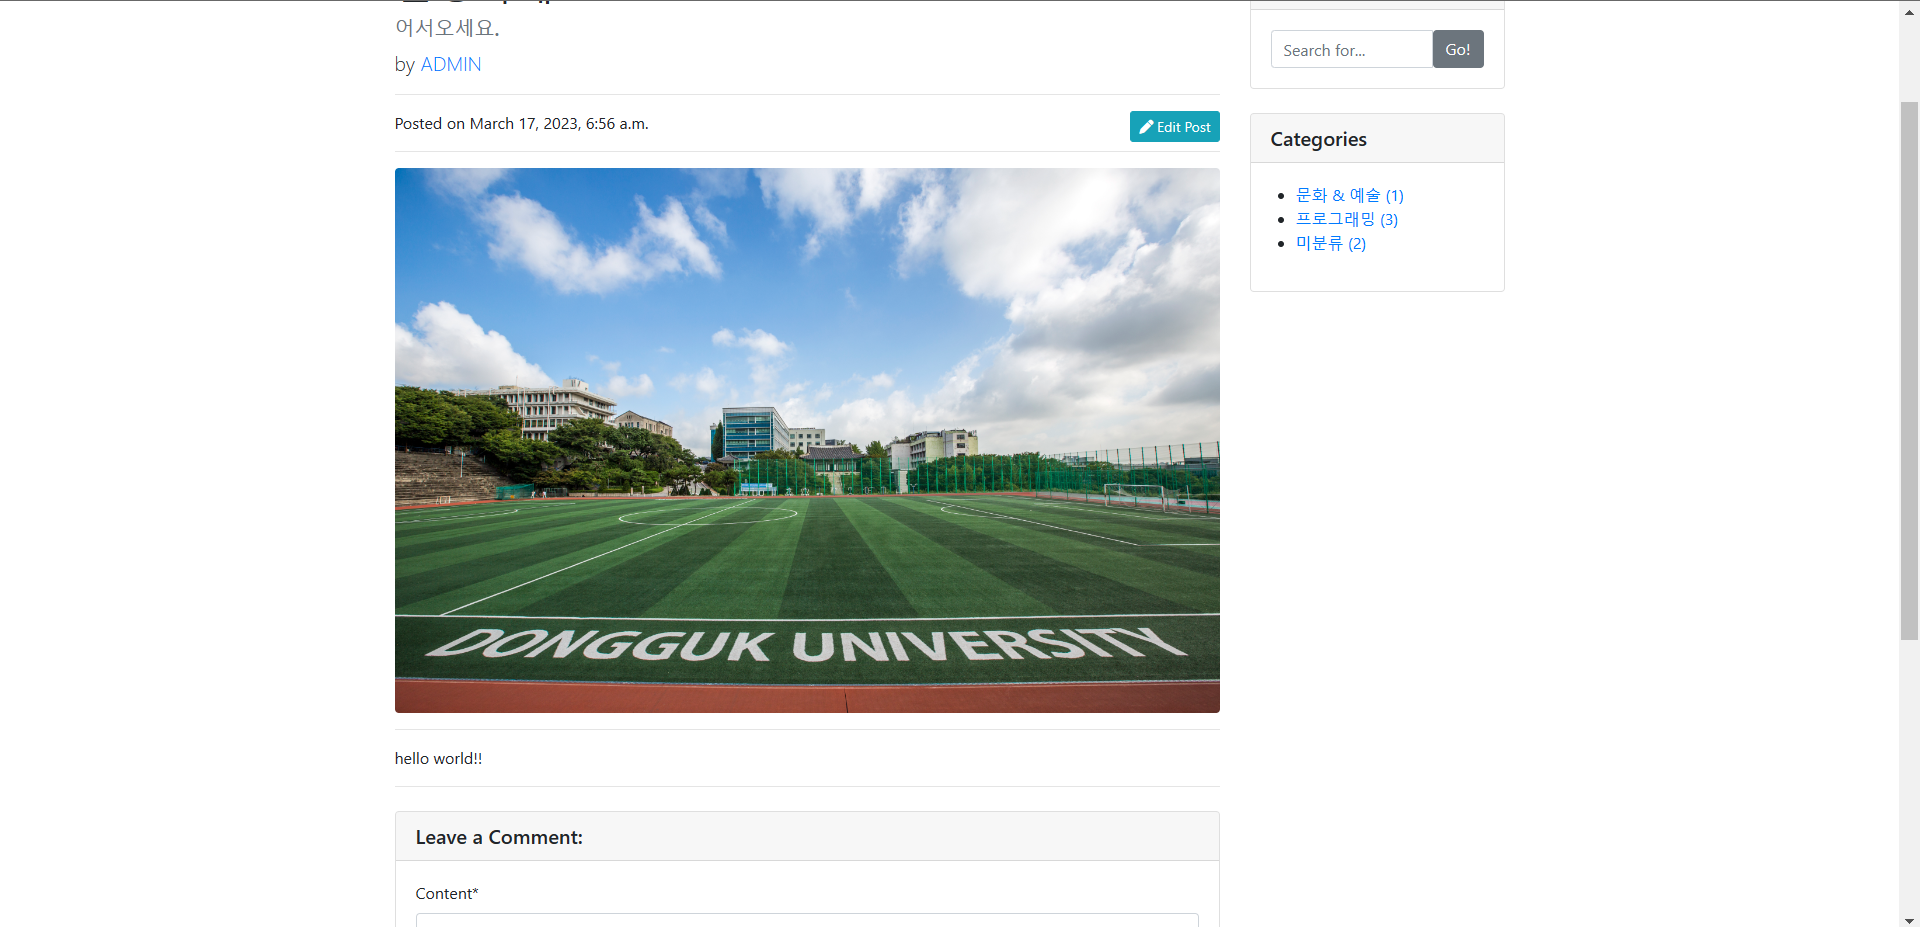 어서오세요.
by ADMIN
Posted on March 17, 2023, 6:56 a.m.
Edit Post
DONGGUK UNIVERSITY
hello world!!
Leave a Comment:
Content*
Search for...
Go!
Categories
문화 & 예술 (1)
프로그래밍 (3)
미분류 (2)